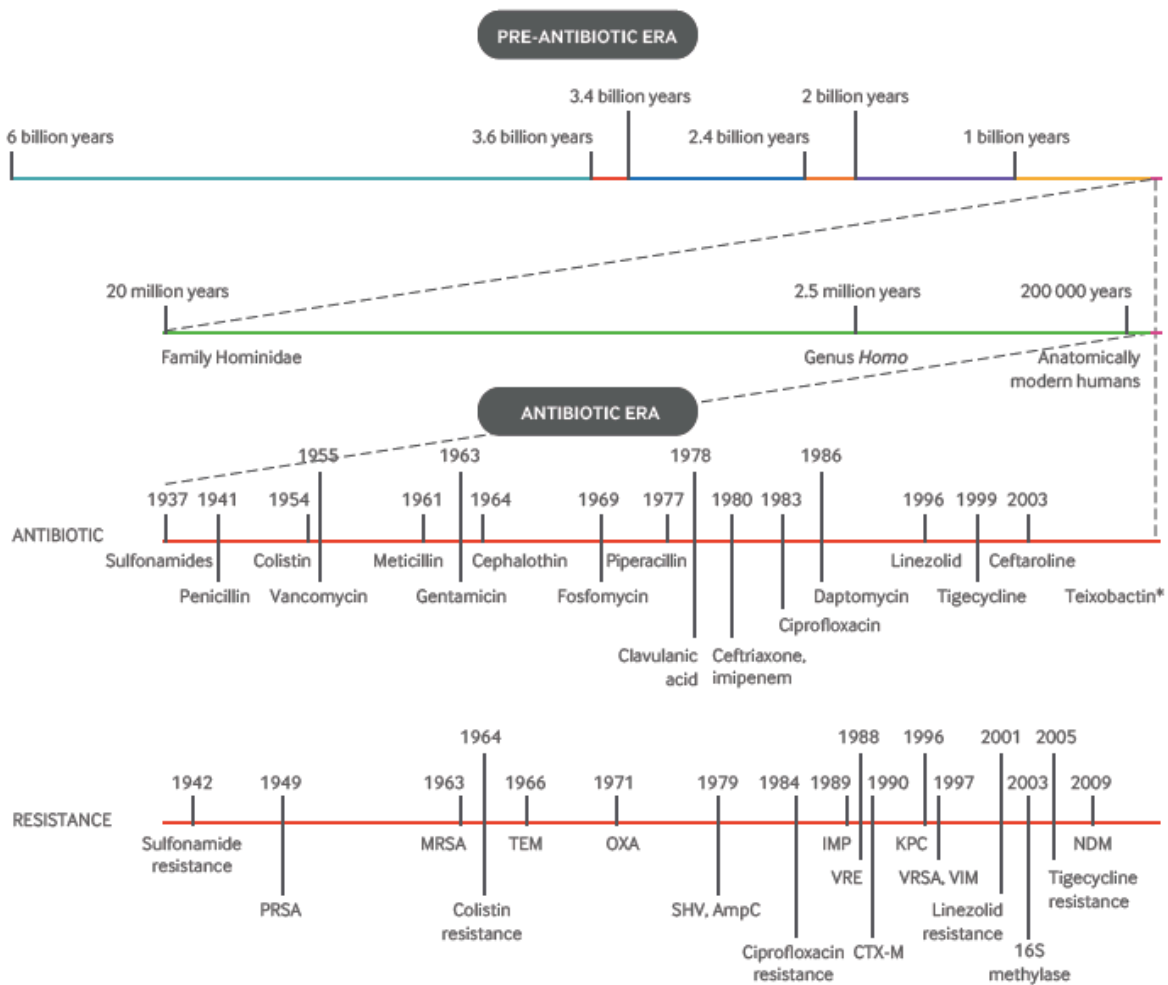 PRE-ANTIBIOTIC ERA
3.4 billion years
2 billion years
6 billion years
3.6 billion years
2.4 billion years
1 billion years
20 million years
2.5 million years
200 000 years
Family Hominidae
Genus Homo
Anatomically
modern humans
ANTIBIOTIC ERA
1955
1963
1978
1986
1937
1941
1954
1961
1964
1969
1977
1980
1983
1996
1999
2003
ANTIBIOTIC
Sulfonamides
Colistin
Meticillin
Cephalothin
Piperacillin
Linezolid
Ceftaroline
Penicillin
Vancomycin
Gentamicin
Fosfomycin
Daptomycin
Tigecycline
Teixobactin*
Ciprofloxacin
Clavulanic
acid
Ceftriaxone,
imipenem
1964
1988
1996
2001
2005
1942
1949
1963
1966
1971
1979
1984
1989
1990
1997
2003
2009
RESISTANCE
Sulfonamide
resistance
MRSA
TEM
OXA
IMP
KPC
NDM
VRE
VRSA, VIM
Tigecycline
resistance
PRSA
Colistin
resistance
SHV, AmpC
Linezolid
resistance
Ciprofloxacin
resistance
CTX-M
16S
methylase